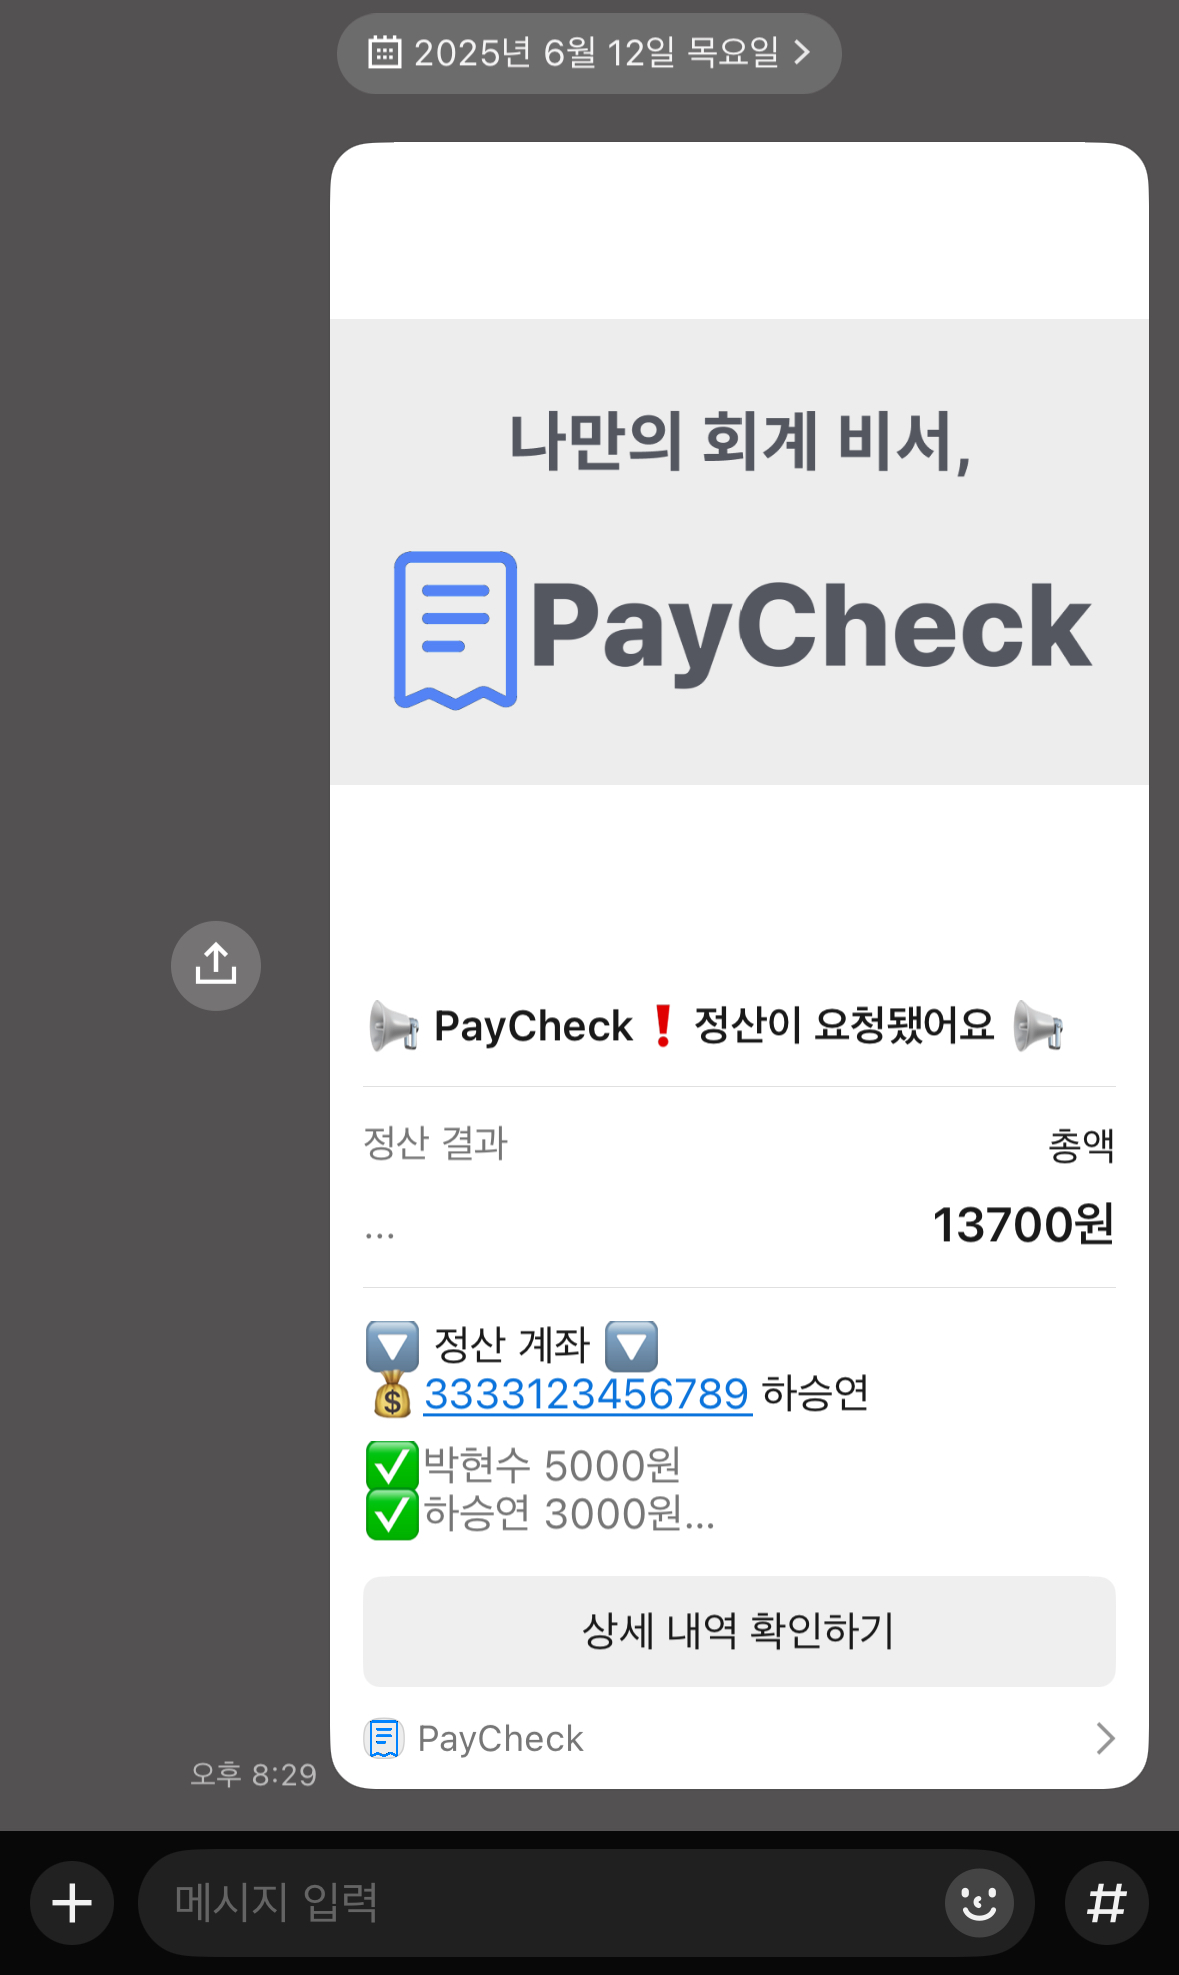 2025년 6월 12일 목요일
나만의 회계 비서,
PayCheck
📢 PayCheck❗정산이 요청됐어요 📢
정산 결과 총액
... 13700원
🔽 정산 계좌 🔽
💰3333123456789 하승연
✅박현수 5000원
✅하승연 3000원...
상세 내역 확인하기
PayCheck
오후 8:29
메시지 입력